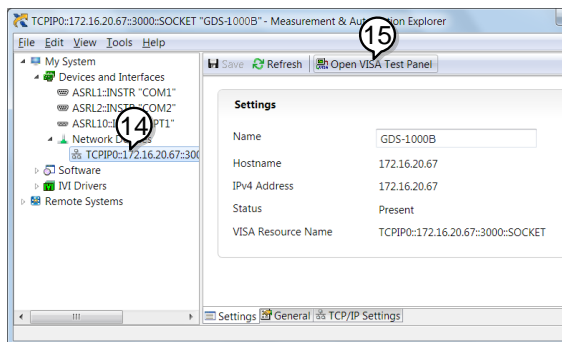 TCPIP0::172.16.20.67::3000::SOCKET "GDS-1000B" - Measurement & Automation Explorer
File Edit View Tools Help
15
My System
Devices and Interfaces
ASRL1::INSTR "COM1"
ASRL2::INSTR "COM2"
14
Network Devices
TCPIP0::172.16.20.67::300
Software
IVI Drivers
Remote Systems
Save Refresh Open VISA Test Panel
Settings
Name GDS-1000B
Hostname 172.16.20.67
IPv4 Address 172.16.20.67
Status Present
VISA Resource Name TCPIP0::172.16.20.67::3000::SOCKET
Settings General TCP/IP Settings